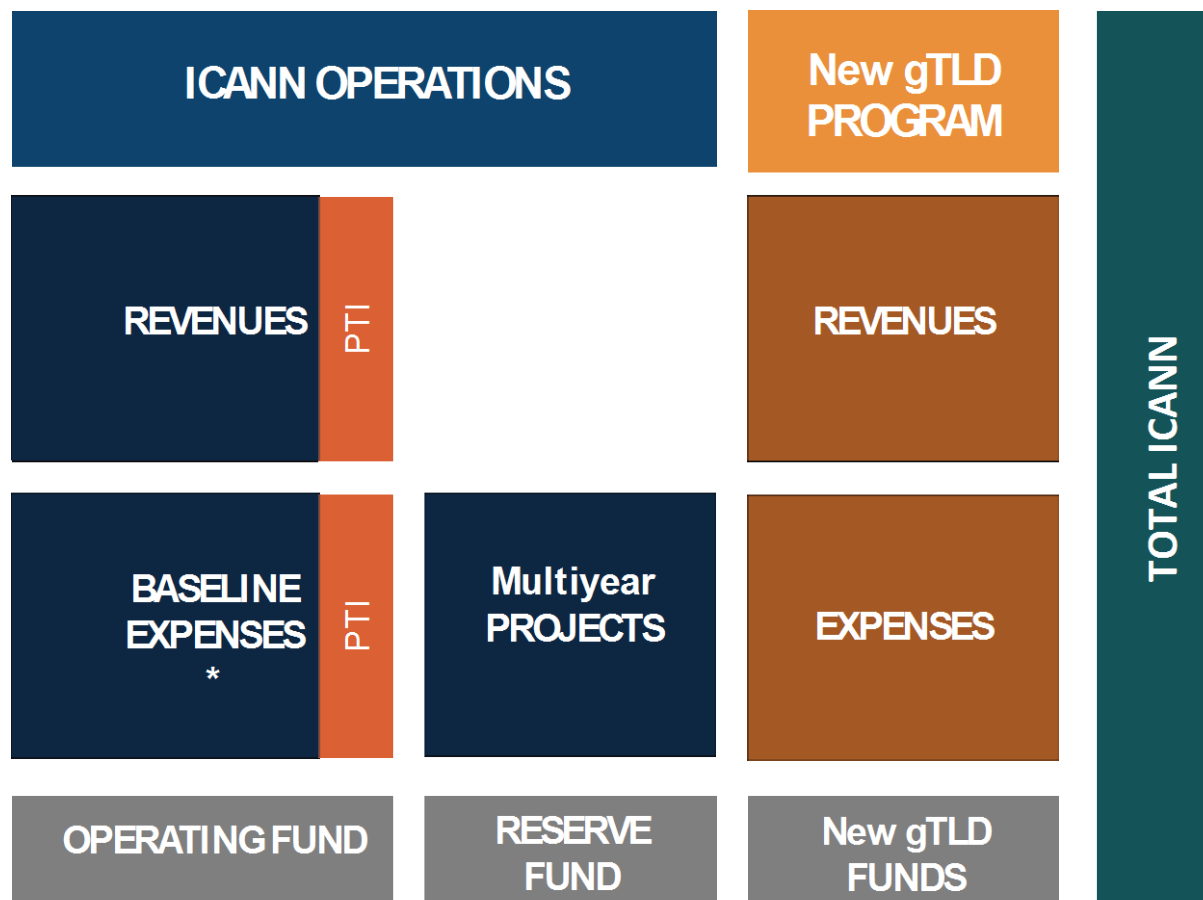 ICANN OPERATIONS
New gTLD
PROGRAM
REVENUES
PTI
REVENUES
BASELINE
EXPENSES
*
PTI
Multiyear
PROJECTS
EXPENSES
OPERATING FUND
RESERVE
FUND
New gTLD
FUNDS
TOTAL ICANN